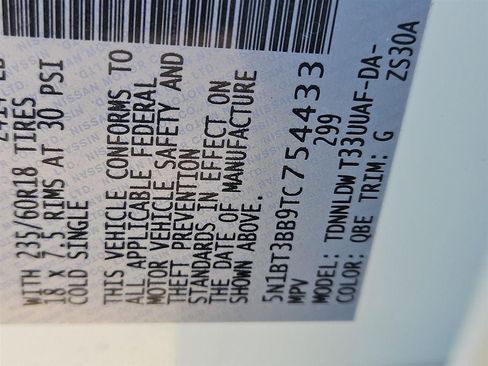 WITH 235/60R18 TIRES
18 X 7.5 RIMS AT 30 PSI
COLD SINGLE
THIS VEHICLE CONFORMS TO
ALL APPLICABLE FEDERAL
MOTOR VEHICLE SAFETY AND
THEFT PREVENTION
STANDARDS IN EFFECT ON
THE DATE OF MANUFACTURE
SHOWN ABOVE.
5N1BT3BB9TC754433
MPV 299
MODEL: TDNNLDWT33UUAF-DA-
COLOR: QBE TRIM: G ZS30A